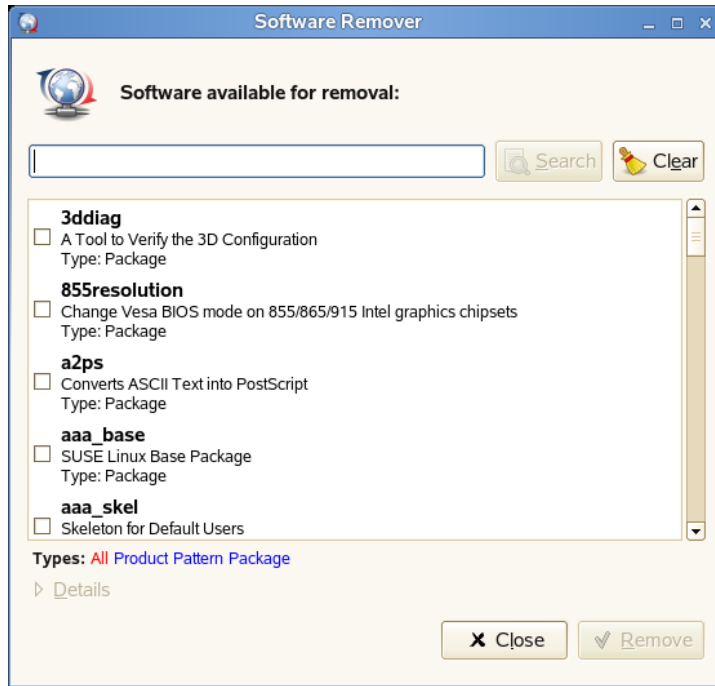 Software Remover
Software available for removal:
Search
Clear
3ddiag
A Tool to Verify the 3D Configuration
Type: Package
855resolution
Change Vesa BIOS mode on 855/865/915 Intel graphics chipsets
Type: Package
a2ps
Converts ASCII Text into PostScript
Type: Package
aaa_base
SUSE Linux Base Package
Type: Package
aaa_skel
Skeleton for Default Users
Types: All Product Pattern Package
Details
Close
Remove